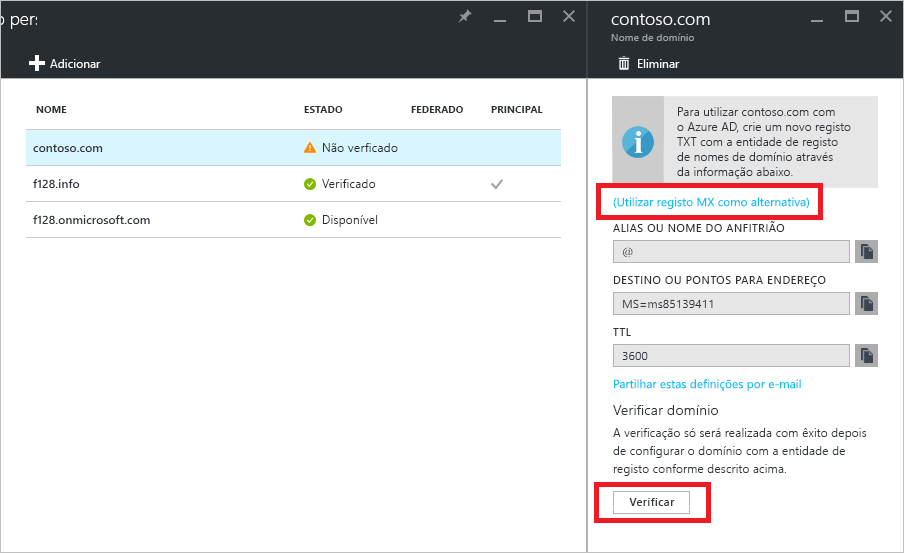 o pers
Adicionar
NOME ESTADO FEDERADO PRINCIPAL
contoso.com Não verficado
f128.info Verificado
f128.onmicrosoft.com Disponível
contoso.com
Nome de domínio
Eliminar
Para utilizar contoso.com com
o Azure AD, crie um novo registo
TXT com a entidade de registo
de nomes de domínio através
da informação abaixo.
(Utilizar registo MX como alternativa)
ALIAS OU NOME DO ANFITRIÃO
@
DESTINO OU PONTOS PARA ENDEREÇO
MS=ms85139411
TTL
3600
Partilhar estas definições por e-mail
Verificar domínio
A verificação só será realizada com êxito depois
de configurar o domínio com a entidade de
registo conforme descrito acima.
Verificar